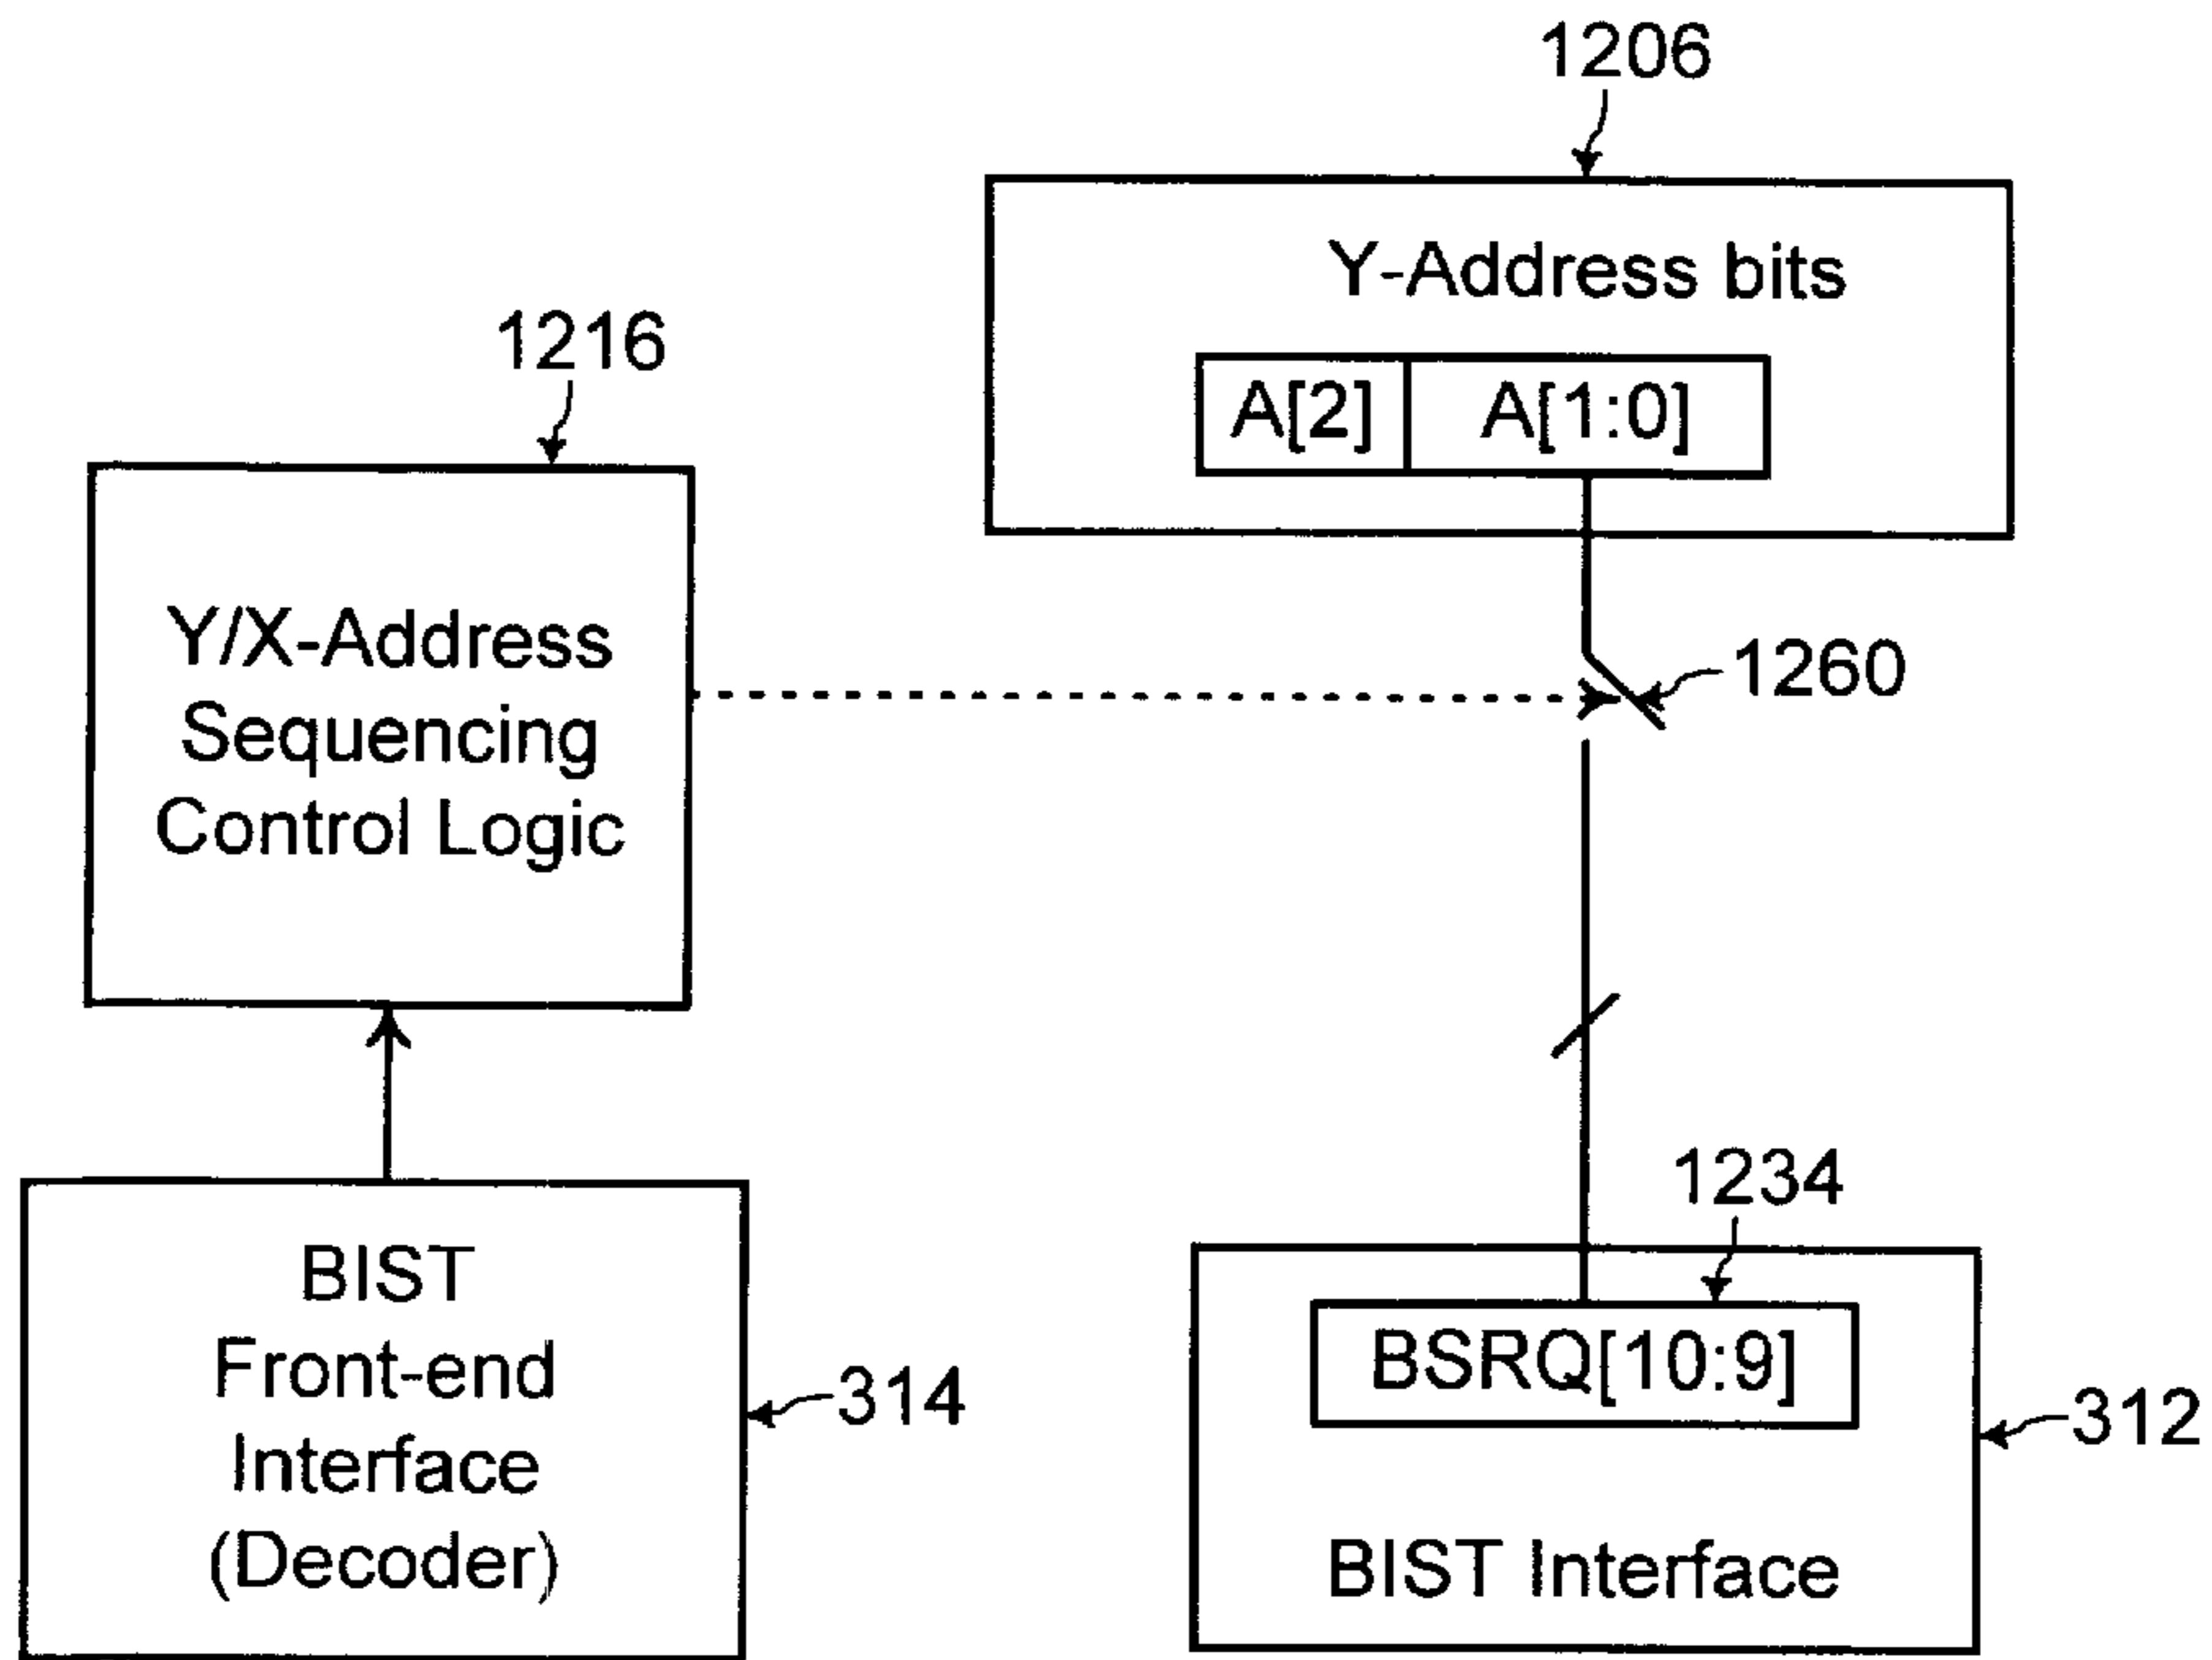 1206
Y-Address bits
A[2] A[1:0]
1216
Y/X-Address
Sequencing
Control Logic
1260
1234
BIST
Front-end
Interface
(Decoder)
314
BSRQ[10:9]
BIST Interface
312